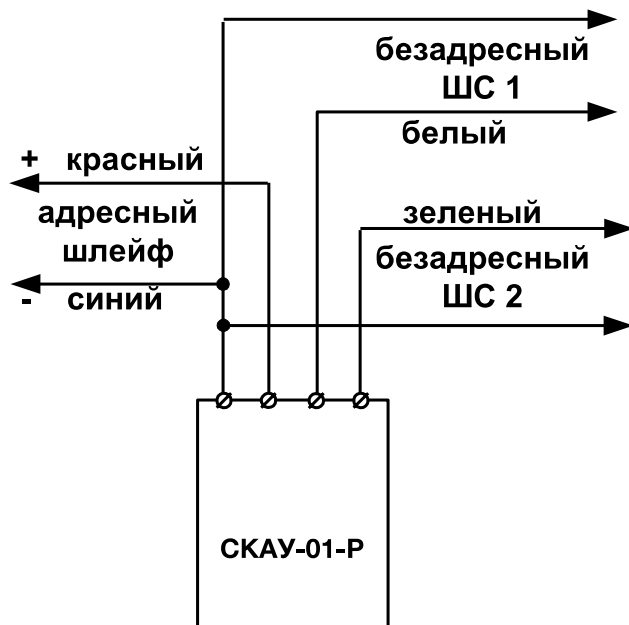 безадресный
ШС 1
белый
+ красный
адресный
шлейф
- синий
зеленый
безадресный
ШС 2
СКАУ-01-Р